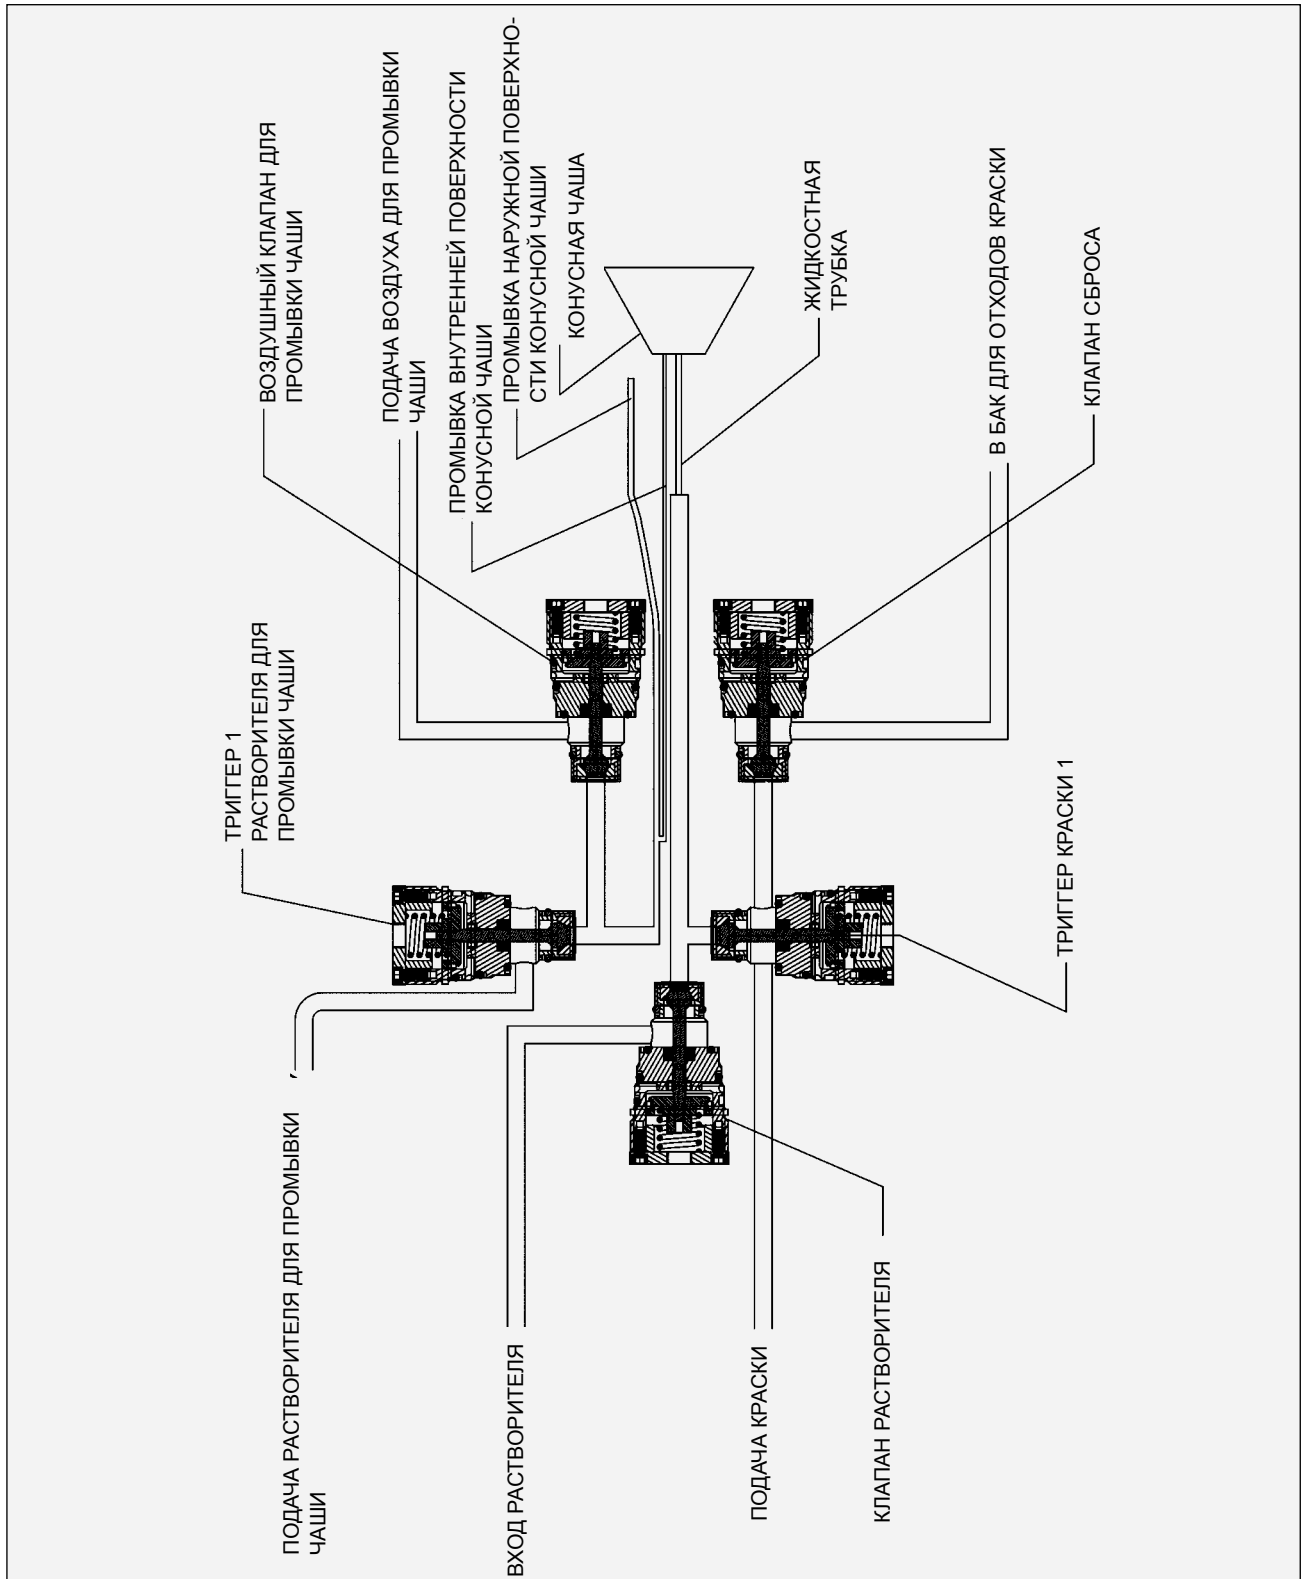 ПОДАЧА РАСТВОРИТЕЛЯ ДЛЯ ПРОМЫВКИ
ЧАШИ
ТРИГГЕР 1
РАСТВОРИТЕЛЯ ДЛЯ
ПРОМЫВКИ ЧАШИ
ВОЗДУШНЫЙ КЛАПАН ДЛЯ
ПРОМЫВКИ ЧАШИ
ПОДАЧА ВОЗДУХА ДЛЯ ПРОМЫВКИ
ЧАШИ
ПРОМЫВКА ВНУТРЕННЕЙ ПОВЕРХНОСТИ
КОНУСНОЙ ЧАШИ
ПРОМЫВКА НАРУЖНОЙ ПОВЕРХНО-
СТИ КОНУСНОЙ ЧАШИ
КОНУСНАЯ ЧАША
ВХОД РАСТВОРИТЕЛЯ
ЖИДКОСТНАЯ
ТРУБКА
ПОДАЧА КРАСКИ
КЛАПАН РАСТВОРИТЕЛЯ
В БАК ДЛЯ ОТХОДОВ КРАСКИ
ТРИГГЕР КРАСКИ 1
КЛАПАН СБРОСА